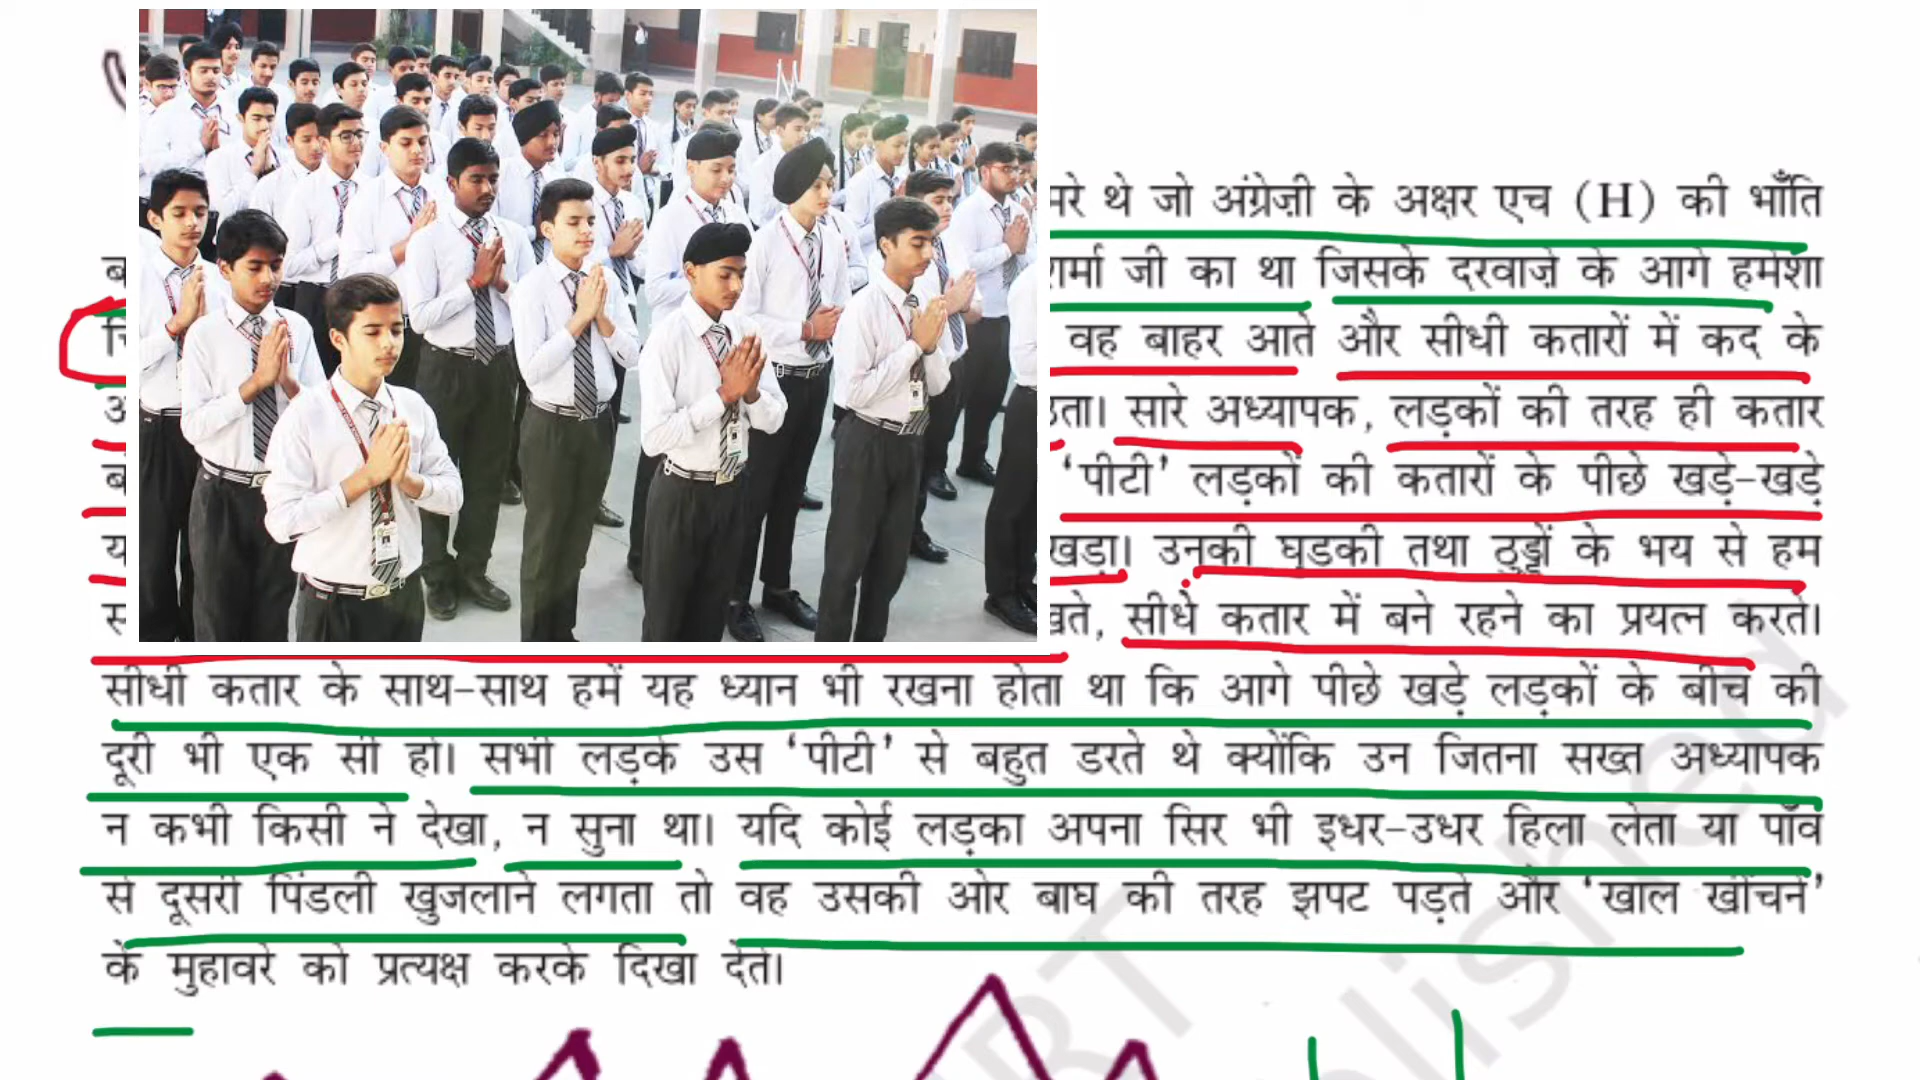 थे जो अंग्रेज़ी के अक्षर एच (H) की भाँति
जी का था जिसके दरवाज़े के आगे हमेशा
वह बाहर आते और सीधी कतारों में कद के
सारे अध्यापक, लड़कों की तरह ही कतार
‘पीटी’ लड़कों की कतारों के पीछे खड़े-खड़े
उनकी घुड़की तथा ठुड्डों के भय से हम
सीधे कतार में बने रहने का प्रयत्न करते।
सीधी कतार के साथ-साथ हमें यह ध्यान भी रखना होता था कि आगे पीछे खड़े लड़कों के बीच की
दूरी भी एक सी हो। सभी लड़के उस ‘पीटी’ से बहुत डरते थे क्योंकि उन जितना सख्त अध्यापक
न कभी किसी ने देखा, न सुना था। यदि कोई लड़का अपना सिर भी इधर-उधर हिला लेता या पाँव
से दूसरी पिंडली खुजलाने लगता तो वह उसकी ओर बाघ की तरह झपट पड़ते और ‘खाल खींचने’
के मुहावरे को प्रत्यक्ष करके दिखा देते।